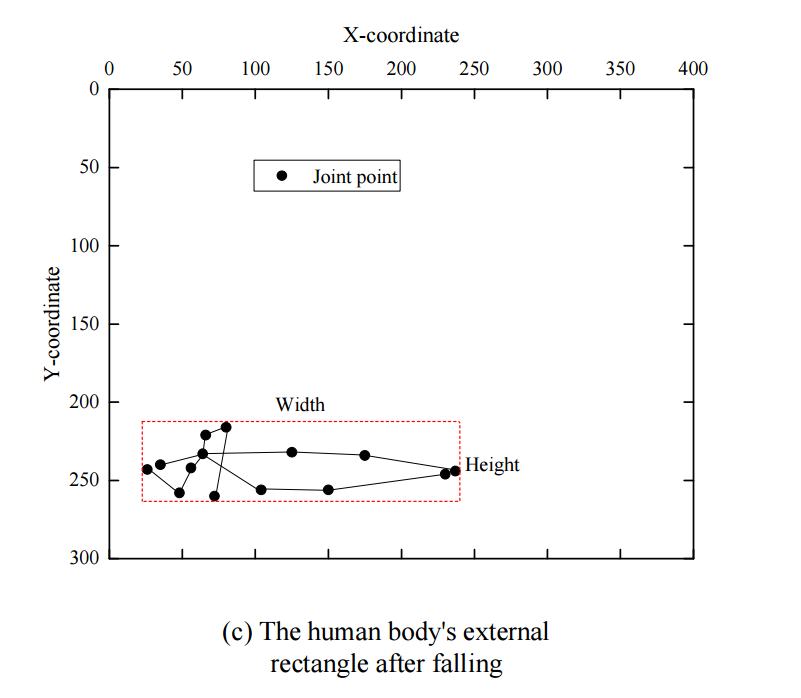 X-coordinate
0 50 100 150 200 250 300 350 400
0
50
Joint point
100
150
Y-coordinate
200
Width
Height
250
300
(c) The human body's external
rectangle after falling